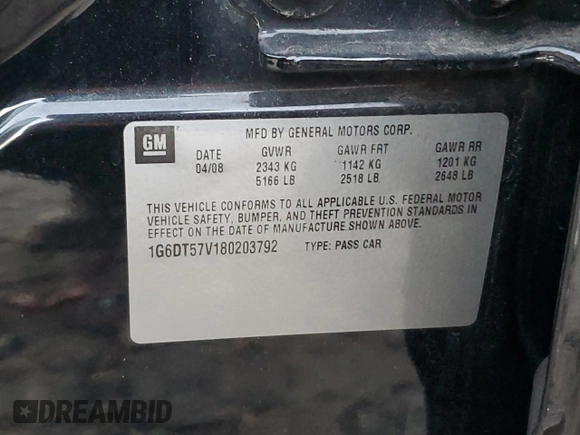 MFD BY GENERAL MOTORS CORP.
GM
DATE GVWR GAWR FRT GAWR RR
04/08 2343 KG 1142 KG 1201 KG
5166 LB 2518 LB 2648 LB
THIS VEHICLE CONFORMS TO ALL APPLICABLE U.S. FEDERAL MOTOR
VEHICLE SAFETY, BUMPER, AND THEFT PREVENTION STANDARDS IN
EFFECT ON THE DATE OF MANUFACTURE SHOWN ABOVE.
1G6DT57V180203792 TYPE: PASS CAR
DREAMBID